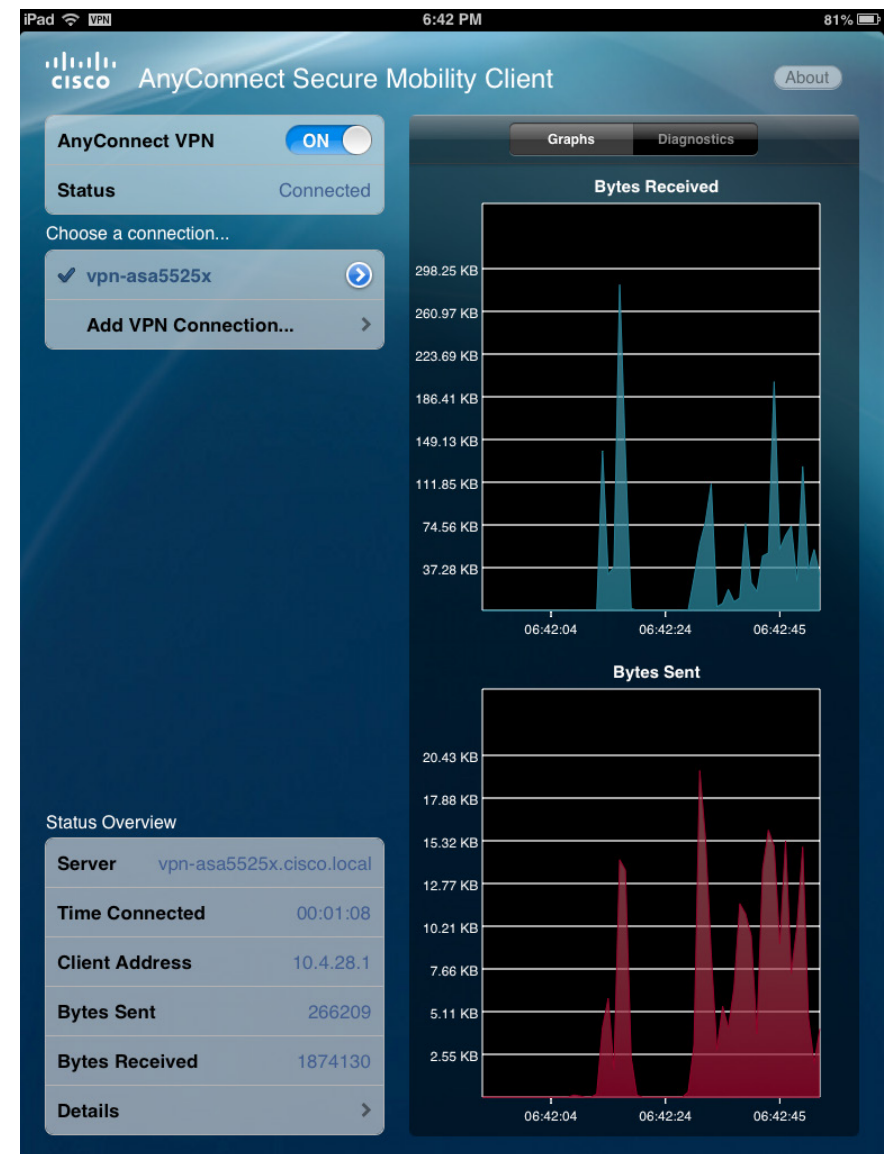 iPad VPN 6:42 PM 81%
CISCO AnyConnect Secure Mobility Client About
AnyConnect VPN ON
Status Connected
Choose a connection...
vpn-asa5525x
Add VPN Connection...
Graphs Diagnostics
Bytes Received
298.25 KB
260.97 KB
223.69 KB
186.41 KB
149.13 KB
111.85 KB
74.56 KB
37.28 KB
06:42:04 06:42:24 06:42:45
Bytes Sent
20.43 KB
17.88 KB
15.32 KB
12.77 KB
10.21 KB
7.66 KB
5.11 KB
2.55 KB
06:42:04 06:42:24 06:42:45
Status Overview
Server vpn-asa5525x.cisco.local
Time Connected 00:01:08
Client Address 10.4.28.1
Bytes Sent 266209
Bytes Received 1874130
Details